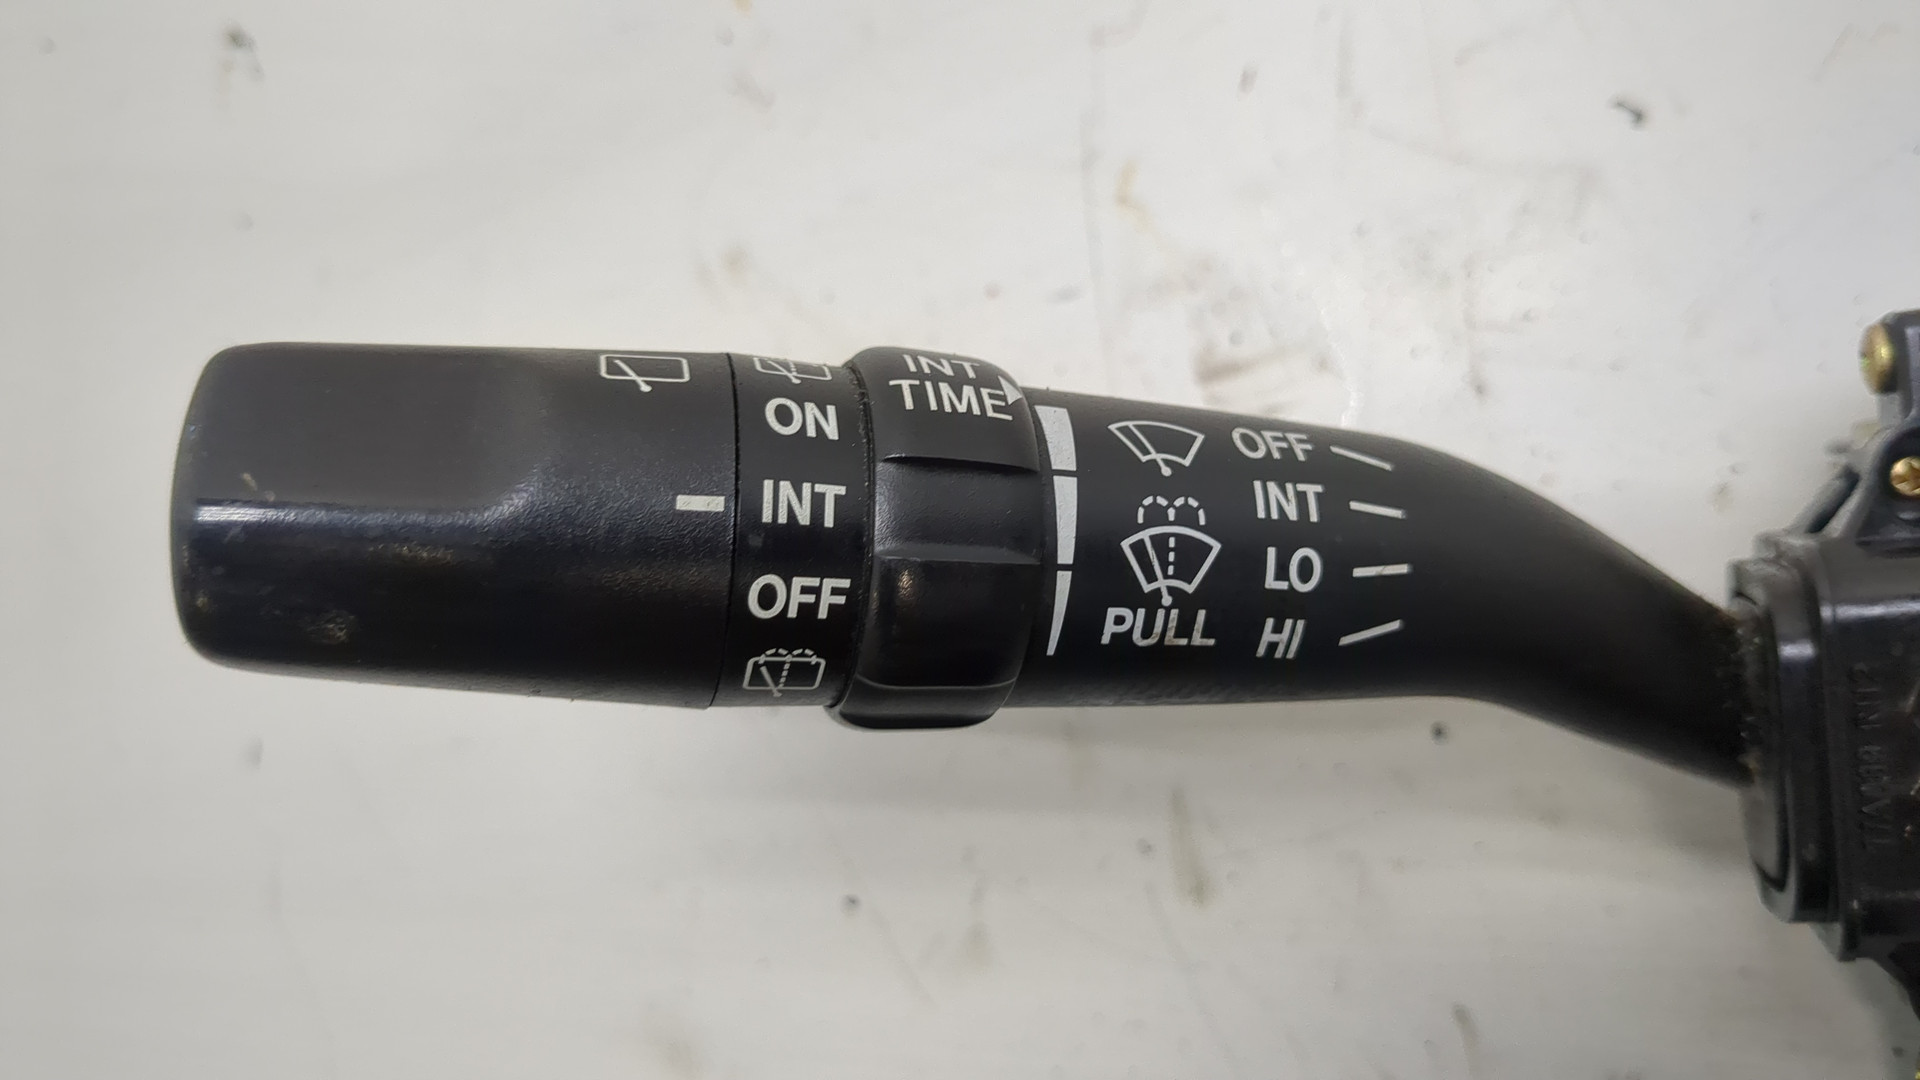 ON
INT
OFF
INT
TIME
PULL
OFF
INT
LO
HI